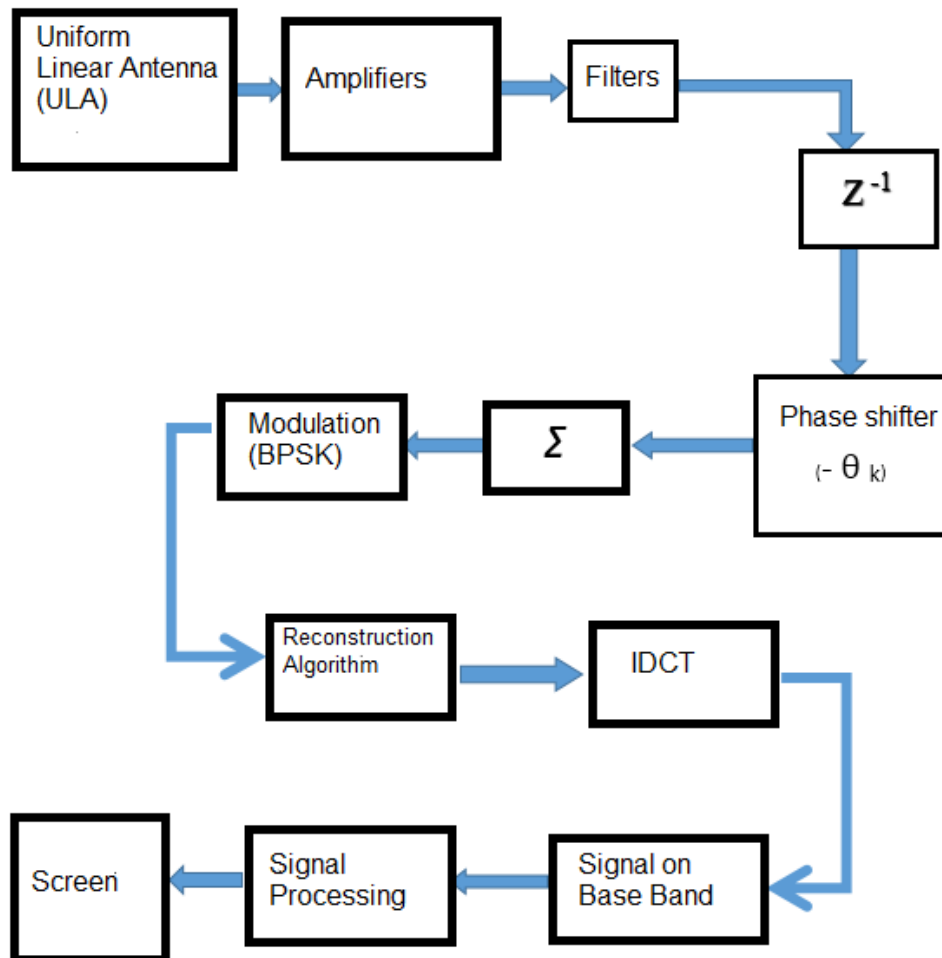 Uniform
Linear Antenna
(ULA)
Amplifiers
Filters
Z⁻¹
Phase shifter
(- θ k)
Σ
Modulation
(BPSK)
Reconstruction
Algorithm
IDCT
Signal on
Base Band
Signal
Processing
Screen